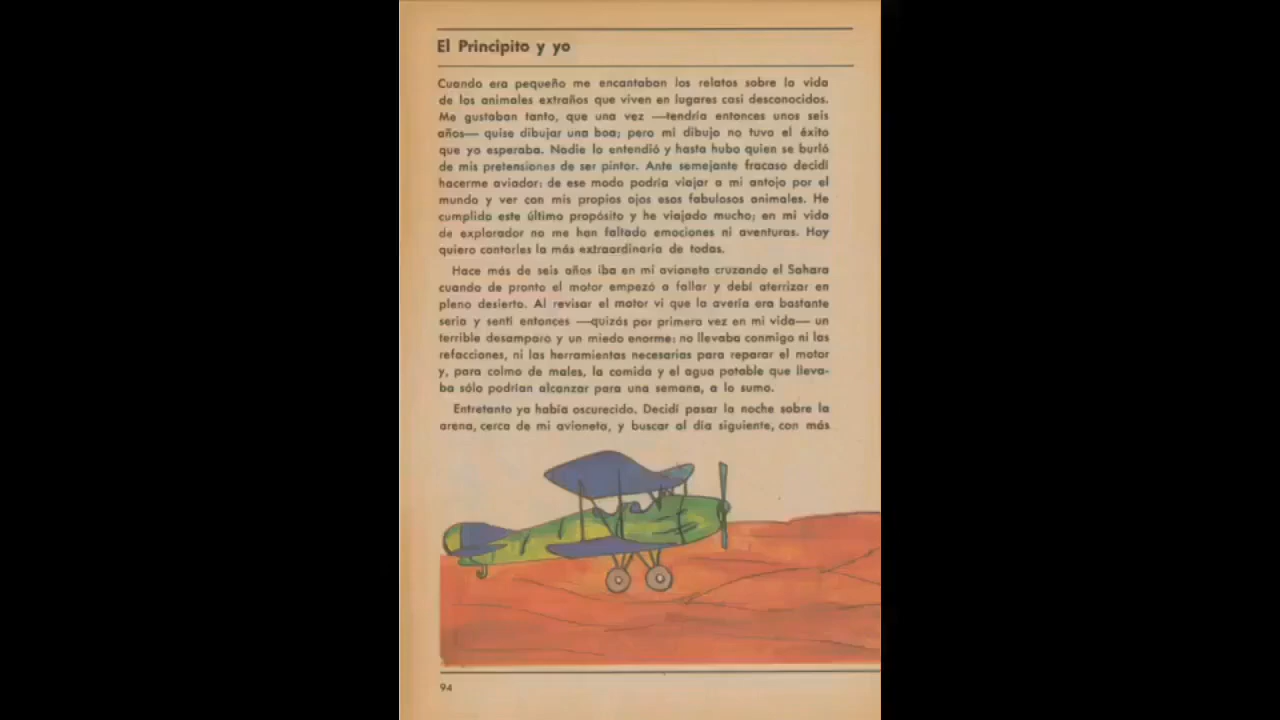 El Principito y yo
Cuando era pequeño me encantaban los relatos sobre la vida
de los animales extraños que viven en lugares casi desconocidos.
Me gustaban tanto, que una vez —tendría entonces unos seis
años— quise dibujar una boa; pero mi dibujo no tuvo el éxito
que yo esperaba. Nadie lo entendió y hasta hubo quien se burló
de mis pretensiones de ser pintor. Ante semejante fracaso decidí
hacerme aviador: de ese modo podría viajar a mi antojo por el
mundo y ver con mis propios ojos esos fabulosos animales. He
cumplido este último propósito y he viajado mucho; en mi vida
de explorador no me han faltado emociones ni aventuras. Hoy
quiero contarles la más extraordinaria de todas.
Hace más de seis años iba en mi avioneta cruzando el Sahara
cuando de pronto el motor empezó a fallar y debí aterrizar en
pleno desierto. Al revisar el motor vi que la avería era bastante
seria y sentí entonces —quizás por primera vez en mi vida— un
terrible desamparo y un miedo enorme: no llevaba conmigo ni las
refacciones, ni las herramientas necesarias para reparar el motor
y, para colmo de males, la comida y el agua potable que lleva-
ba sólo podrían alcanzar para una semana, a lo sumo.
Entretanto ya había oscurecido. Decidí pasar la noche sobre la
arena, cerca de mi avioneta, y buscar al día siguiente, con más
94